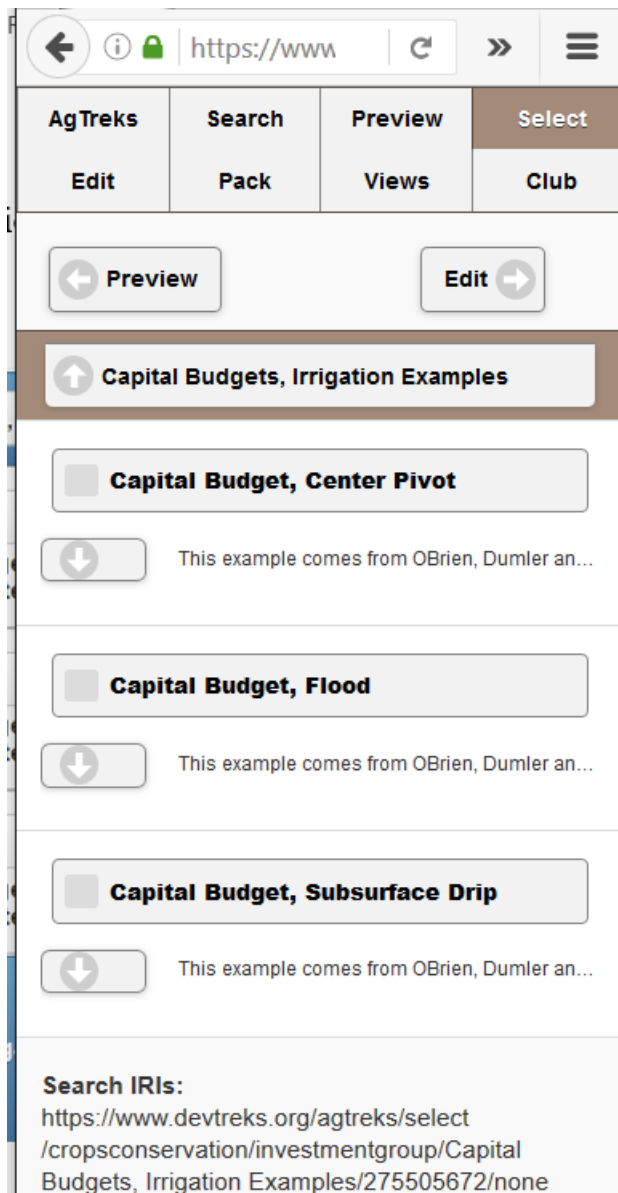 https://www
AgTreks Search Preview Select
Edit Pack Views Club
Preview Edit
Capital Budgets, Irrigation Examples
Capital Budget, Center Pivot
This example comes from OBrien, Dumler an...
Capital Budget, Flood
This example comes from OBrien, Dumler an...
Capital Budget, Subsurface Drip
This example comes from OBrien, Dumler an...
Search IRIs:
https://www.devtreks.org/agtreks/select
/cropsconservation/investmentgroup/Capital
Budgets, Irrigation Examples/275505672/none